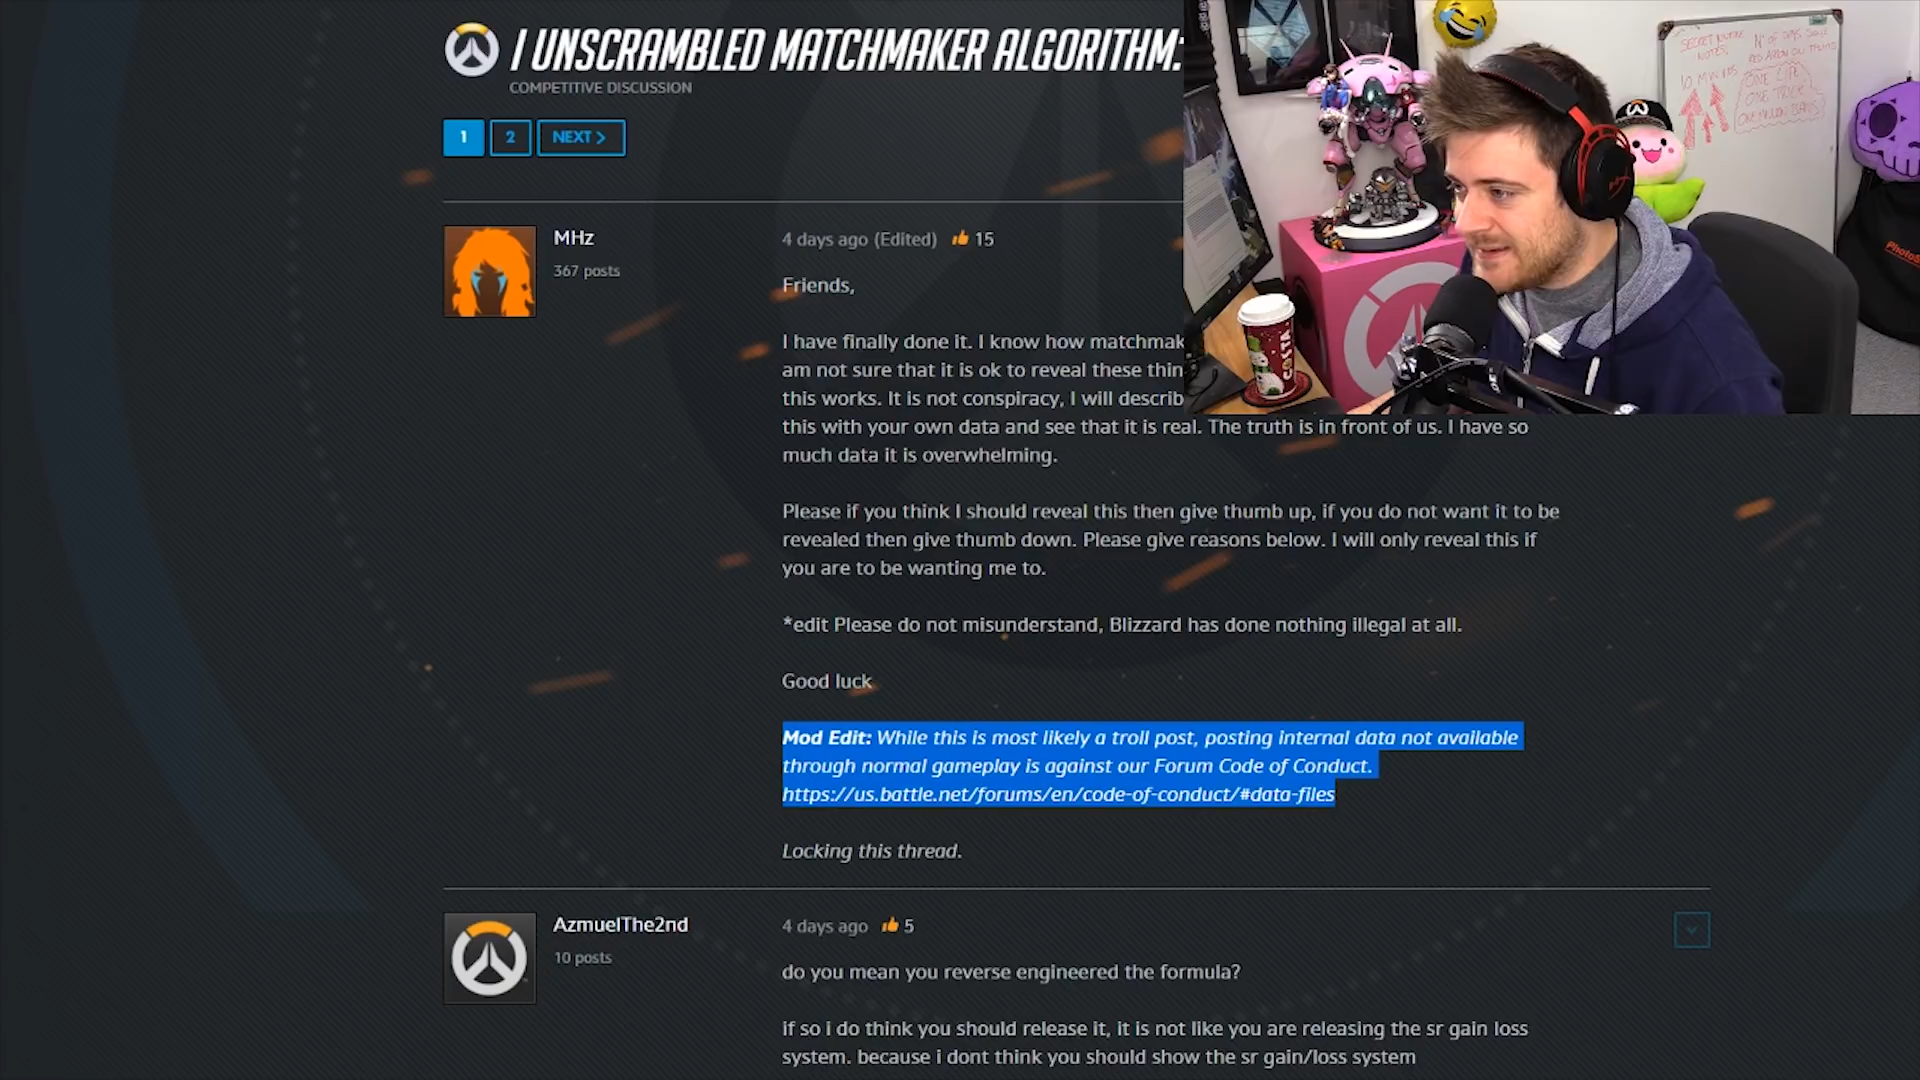 I UNSCRAMBLED MATCHMAKER ALGORITHM.
COMPETITIVE DISCUSSION
1 2 NEXT >
MHz
367 posts
4 days ago (Edited) 15
Friends,
I have finally done it. I know how matchmak
am not sure that it is ok to reveal these thin
this works. It is not conspiracy, I will describ
this with your own data and see that it is real. The truth is in front of us. I have so
much data it is overwhelming.
Please if you think I should reveal this then give thumb up, if you do not want it to be
revealed then give thumb down. Please give reasons below. I will only reveal this if
you are to be wanting me to.
*edit Please do not misunderstand, Blizzard has done nothing illegal at all.
Good luck
Mod Edit: While this is most likely a troll post, posting internal data not available
through normal gameplay is against our Forum Code of Conduct.
https://us.battle.net/forums/en/code-of-conduct/#data-files
Locking this thread.
AzmuelThe2nd
10 posts
4 days ago 5
do you mean you reverse engineered the formula?
if so i do think you should release it, it is not like you are releasing the sr gain loss
system. because i dont think you should show the sr gain/loss system
COSTA
SECRET
NOTES.
ONE LIFE
ONE TRICK